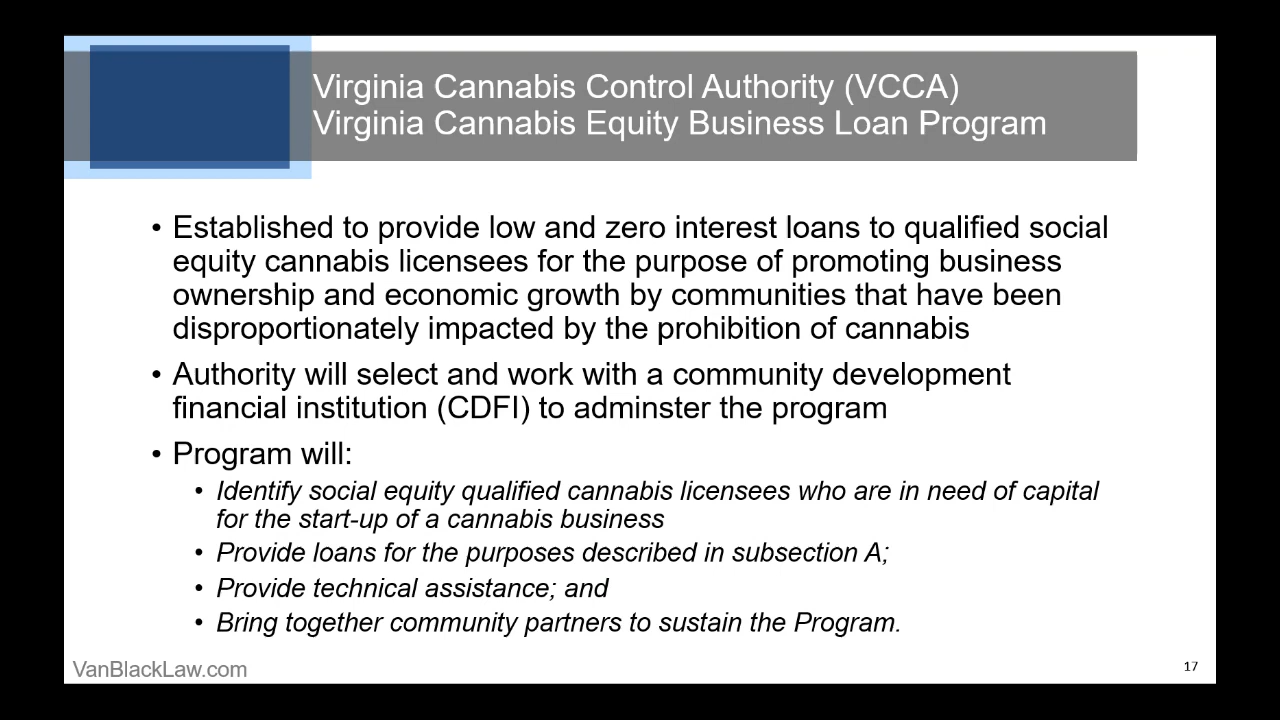 Virginia Cannabis Control Authority (VCCA)
Virginia Cannabis Equity Business Loan Program
• Established to provide low and zero interest loans to qualified social
equity cannabis licensees for the purpose of promoting business
ownership and economic growth by communities that have been
disproportionately impacted by the prohibition of cannabis
• Authority will select and work with a community development
financial institution (CDFI) to adminster the program
• Program will:
• Identify social equity qualified cannabis licensees who are in need of capital
for the start-up of a cannabis business
• Provide loans for the purposes described in subsection A;
• Provide technical assistance; and
• Bring together community partners to sustain the Program.
VanBlackLaw.com
17